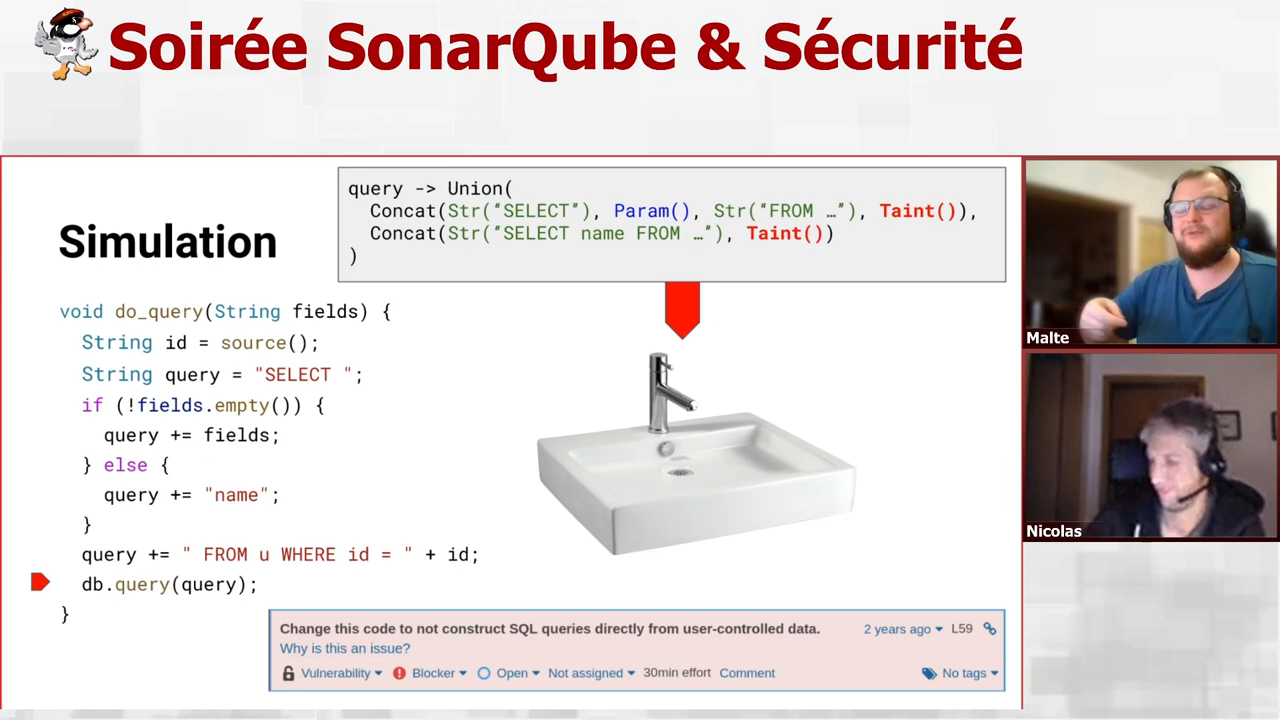 Soirée SonarQube & Sécurité
query -> Union(
Concat(Str(“SELECT”), Param(), Str(“FROM …”), Taint()),
Concat(Str(“SELECT name FROM …”), Taint())
)
Simulation
void do_query(String fields) {
String id = source();
String query = "SELECT ";
if (!fields.empty()) {
query += fields;
} else {
query += "name";
}
query += " FROM u WHERE id = " + id;
db.query(query);
}
Change this code to not construct SQL queries directly from user-controlled data.
2 years ago L59
Why is this an issue?
Vulnerability Blocker Open Not assigned 30min effort Comment No tags
Malte
Nicolas